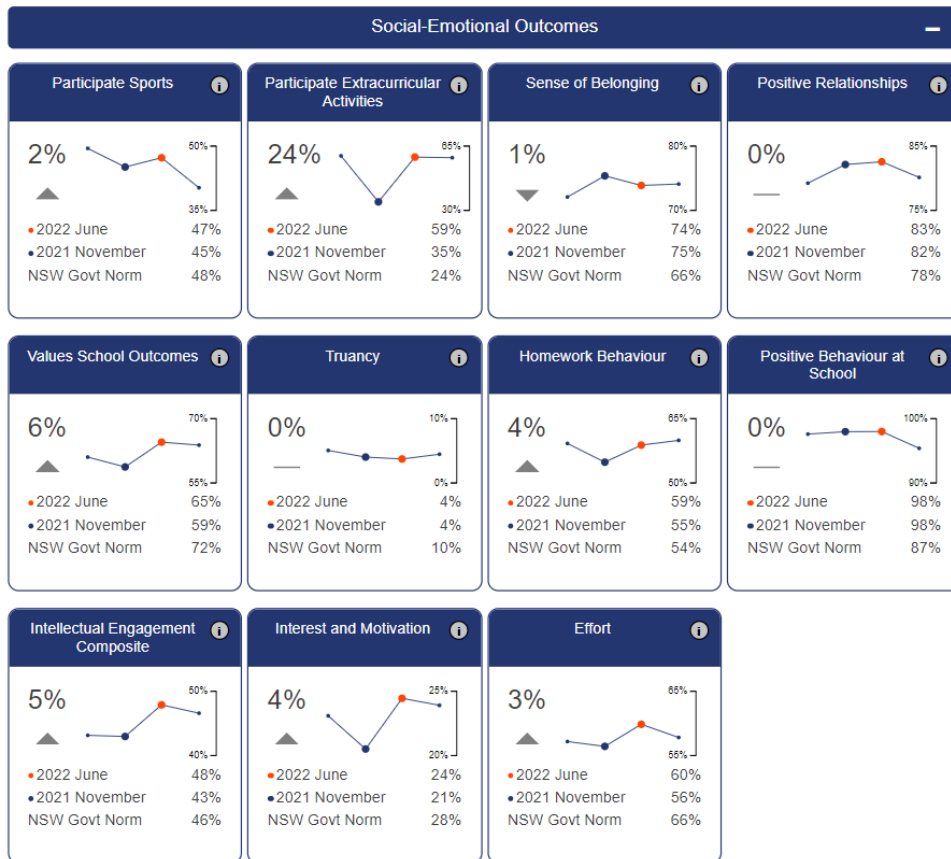 Social-Emotional Outcomes
Participate Sports
2%
50%
35%
2022 June 47%
2021 November 45%
NSW Govt Norm 48%
Participate Extracurricular
Activities
24%
65%
30%
2022 June 59%
2021 November 35%
NSW Govt Norm 24%
Sense of Belonging
1%
80%
70%
2022 June 74%
2021 November 75%
NSW Govt Norm 66%
Positive Relationships
0%
85%
75%
2022 June 83%
2021 November 82%
NSW Govt Norm 78%
Values School Outcomes
6%
70%
55%
2022 June 65%
2021 November 59%
NSW Govt Norm 72%
Truancy
0%
10%
0%
2022 June 4%
2021 November 4%
NSW Govt Norm 10%
Homework Behaviour
4%
65%
50%
2022 June 59%
2021 November 55%
NSW Govt Norm 54%
Positive Behaviour at
School
0%
100%
90%
2022 June 98%
2021 November 98%
NSW Govt Norm 87%
Intellectual Engagement
Composite
5%
50%
40%
2022 June 48%
2021 November 43%
NSW Govt Norm 46%
Interest and Motivation
4%
25%
20%
2022 June 24%
2021 November 21%
NSW Govt Norm 28%
Effort
3%
65%
55%
2022 June 60%
2021 November 56%
NSW Govt Norm 66%